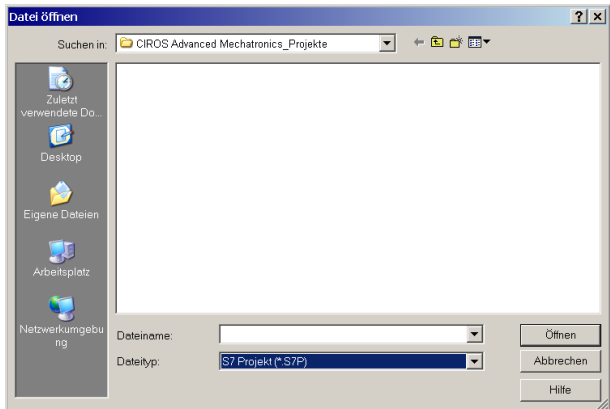 Datei öffnen
Suchen in:
CIROS Advanced Mechatronics_Projekte
Zuletzt
verwendete Do...
Desktop
Eigene Dateien
Arbeitsplatz
Netzwerkumgebu
ng
Dateiname:
Öffnen
Dateityp:
S7 Projekt (*.S7P)
Abbrechen
Hilfe